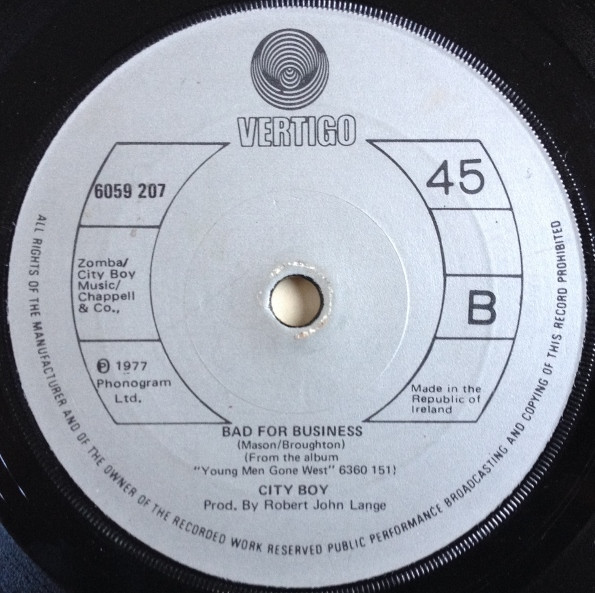 VERTIGO
6059 207
45
Zomba/
City Boy
Music/
Chappell
& Co.,
B
℗ 1977
Phonogram
Ltd.
Made in the
Republic of
Ireland
BAD FOR BUSINESS
(Mason/Broughton)
(From the album
"Young Men Gone West" 6360 151)
CITY BOY
Prod. By Robert John Lange
ALL RIGHTS OF THE MANUFACTURER AND OF THE OWNER OF THE RECORDED WORK RESERVED PUBLIC PERFORMANCE BROADCASTING AND COPYING OF THIS RECORD PROHIBITED